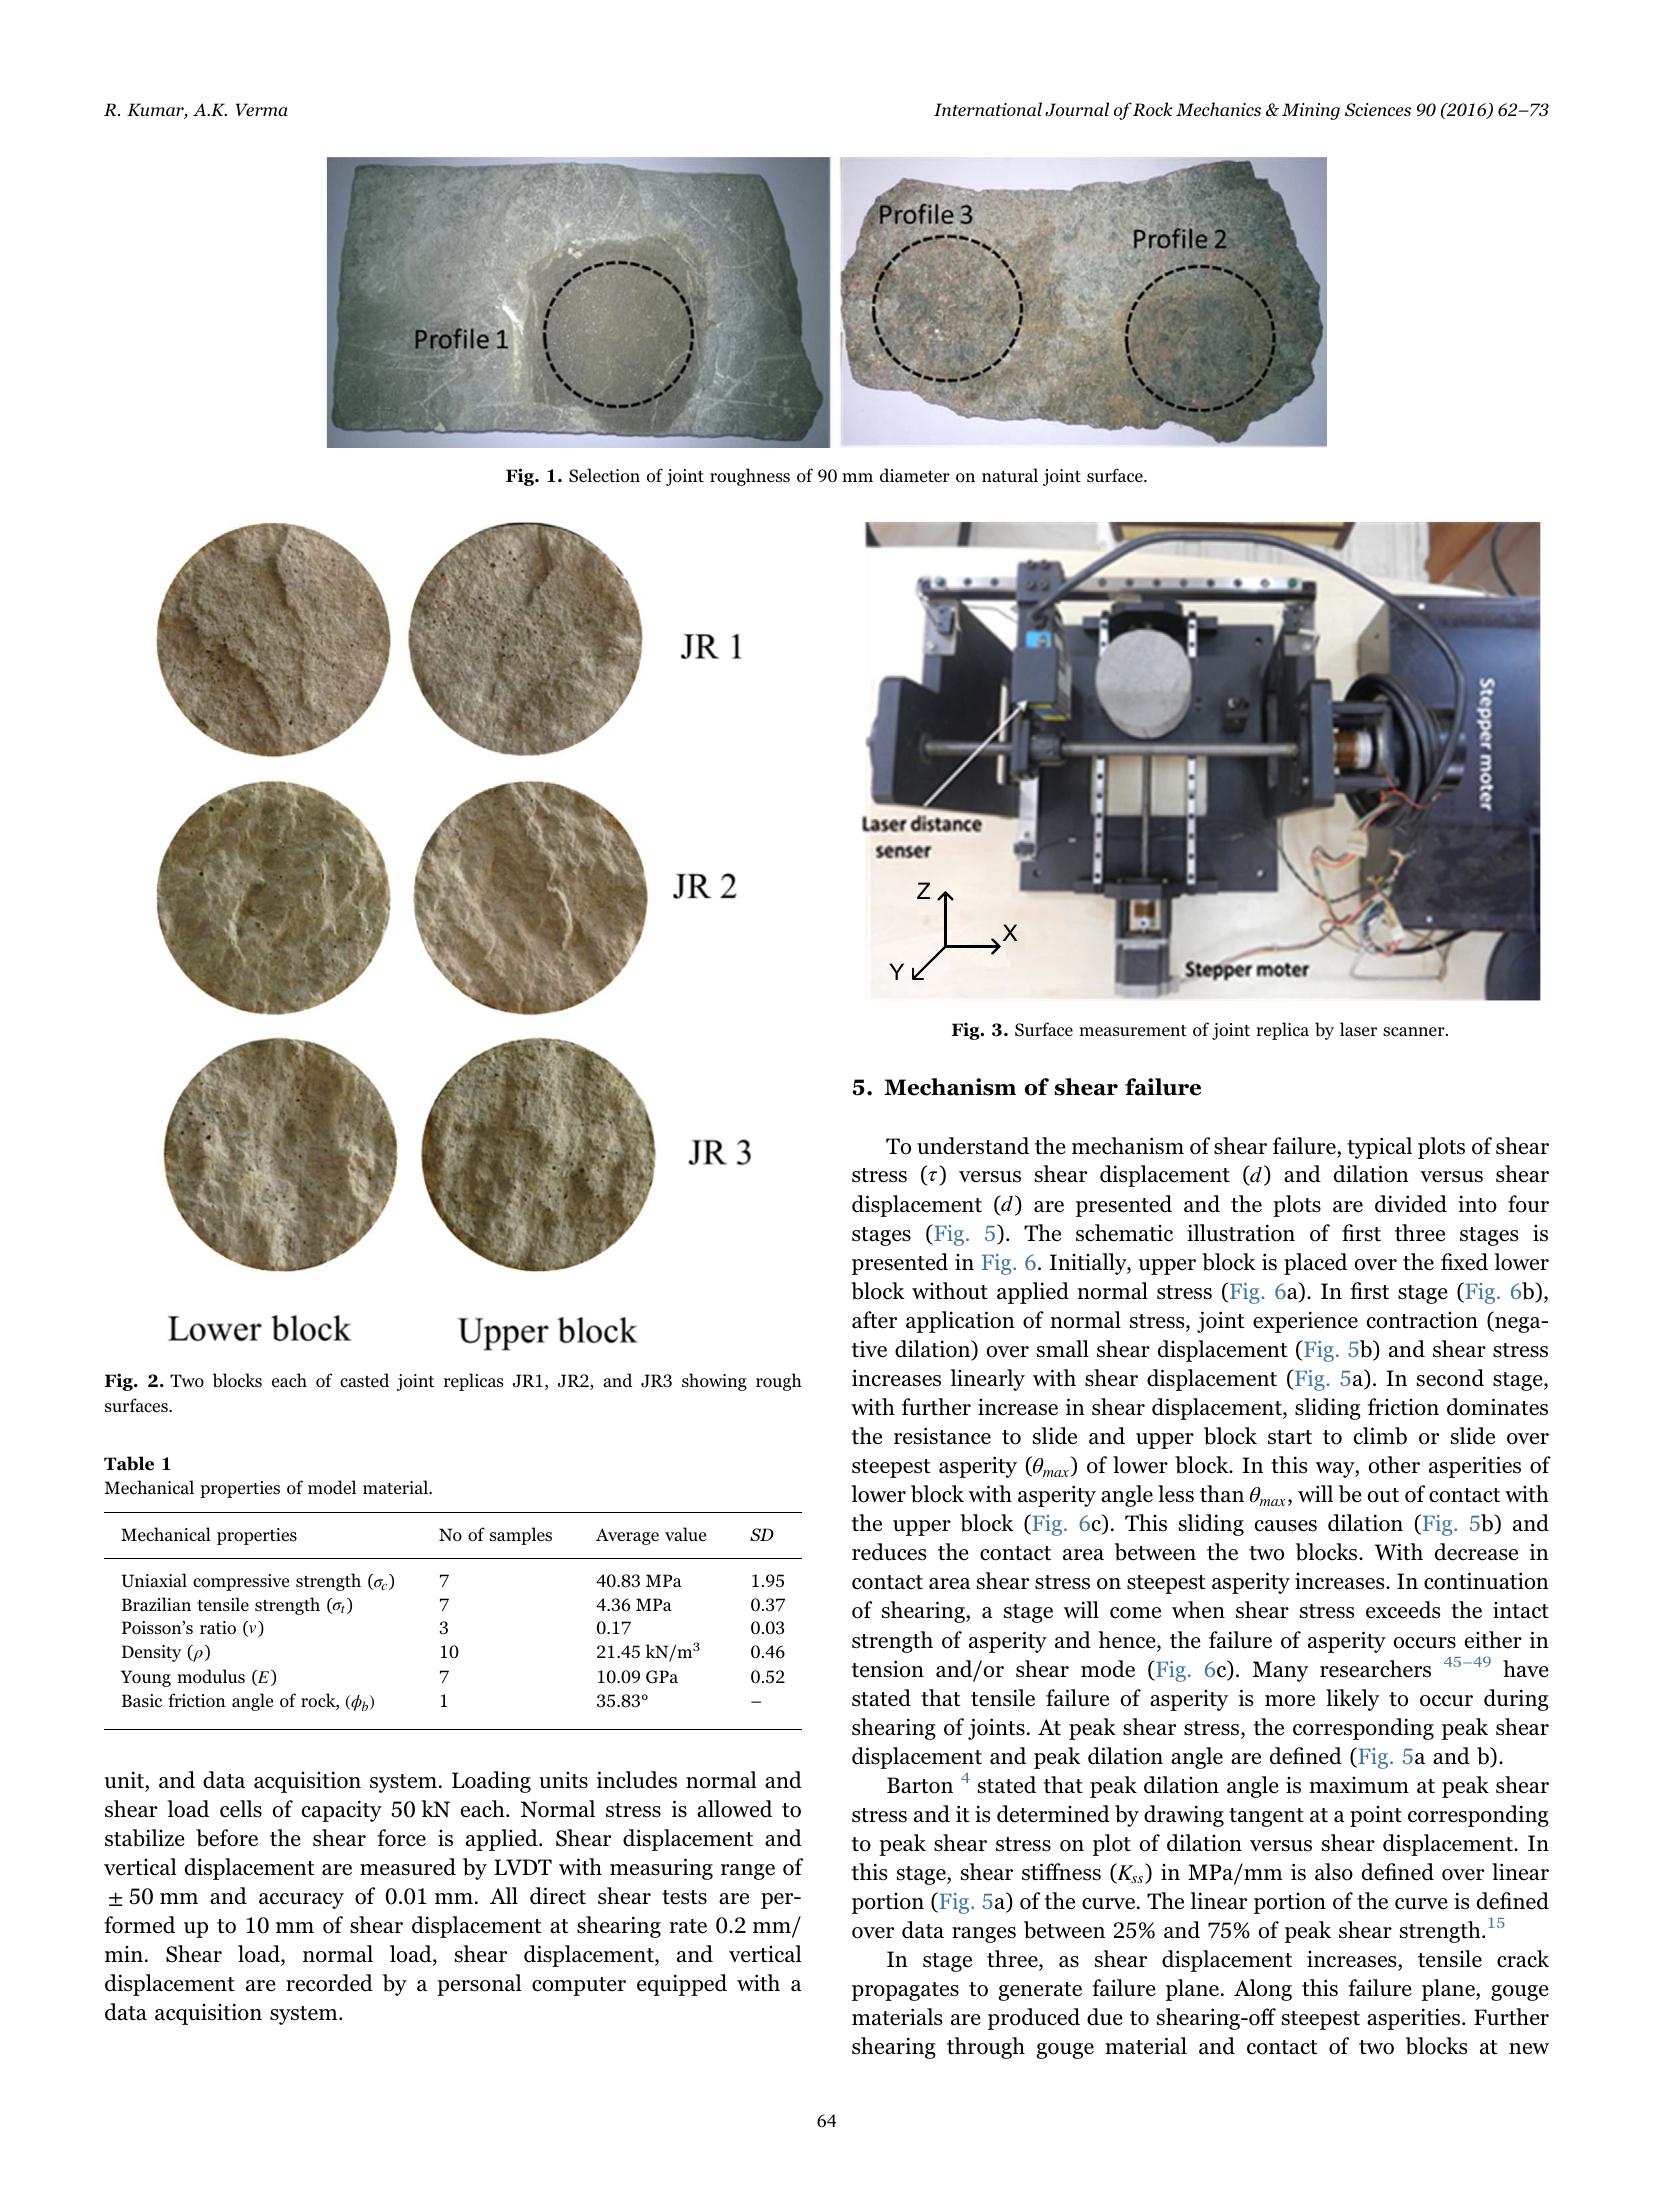 R. Kumar, A.K. Verma
International Journal of Rock Mechanics & Mining Sciences 90 (2016) 62–73
Profile 1
Profile 3
Profile 2
Fig. 1. Selection of joint roughness of 90 mm diameter on natural joint surface.
JR 1
JR 2
JR 3
Lower block
Upper block
Fig. 2. Two blocks each of casted joint replicas JR1, JR2, and JR3 showing rough
surfaces.
Table 1
Mechanical properties of model material.
Mechanical properties No of samples Average value SD
Uniaxial compressive strength (σc) 7 40.83 MPa 1.95
Brazilian tensile strength (σt) 7 4.36 MPa 0.37
Poisson's ratio (ν) 3 0.17 0.03
Density (ρ) 10 21.45 kN/m³ 0.46
Young modulus (E) 7 10.09 GPa 0.52
Basic friction angle of rock, (ϕb) 1 35.83° –
unit, and data acquisition system. Loading units includes normal and
shear load cells of capacity 50 kN each. Normal stress is allowed to
stabilize before the shear force is applied. Shear displacement and
vertical displacement are measured by LVDT with measuring range of
± 50 mm and accuracy of 0.01 mm. All direct shear tests are per-
formed up to 10 mm of shear displacement at shearing rate 0.2 mm/
min. Shear load, normal load, shear displacement, and vertical
displacement are recorded by a personal computer equipped with a
data acquisition system.
Stepper moter
Laser distance
senser
Z
X
Y
Stepper moter
Fig. 3. Surface measurement of joint replica by laser scanner.
5. Mechanism of shear failure
To understand the mechanism of shear failure, typical plots of shear
stress (τ) versus shear displacement (d) and dilation versus shear
displacement (d) are presented and the plots are divided into four
stages (Fig. 5). The schematic illustration of first three stages is
presented in Fig. 6. Initially, upper block is placed over the fixed lower
block without applied normal stress (Fig. 6a). In first stage (Fig. 6b),
after application of normal stress, joint experience contraction (nega-
tive dilation) over small shear displacement (Fig. 5b) and shear stress
increases linearly with shear displacement (Fig. 5a). In second stage,
with further increase in shear displacement, sliding friction dominates
the resistance to slide and upper block start to climb or slide over
steepest asperity (θmax) of lower block. In this way, other asperities of
lower block with asperity angle less than θmax, will be out of contact with
the upper block (Fig. 6c). This sliding causes dilation (Fig. 5b) and
reduces the contact area between the two blocks. With decrease in
contact area shear stress on steepest asperity increases. In continuation
of shearing, a stage will come when shear stress exceeds the intact
strength of asperity and hence, the failure of asperity occurs either in
tension and/or shear mode (Fig. 6c). Many researchers 45–49 have
stated that tensile failure of asperity is more likely to occur during
shearing of joints. At peak shear stress, the corresponding peak shear
displacement and peak dilation angle are defined (Fig. 5a and b).
Barton 4 stated that peak dilation angle is maximum at peak shear
stress and it is determined by drawing tangent at a point corresponding
to peak shear stress on plot of dilation versus shear displacement. In
this stage, shear stiffness (Kss) in MPa/mm is also defined over linear
portion (Fig. 5a) of the curve. The linear portion of the curve is defined
over data ranges between 25% and 75% of peak shear strength.15
In stage three, as shear displacement increases, tensile crack
propagates to generate failure plane. Along this failure plane, gouge
materials are produced due to shearing-off steepest asperities. Further
shearing through gouge material and contact of two blocks at new
64